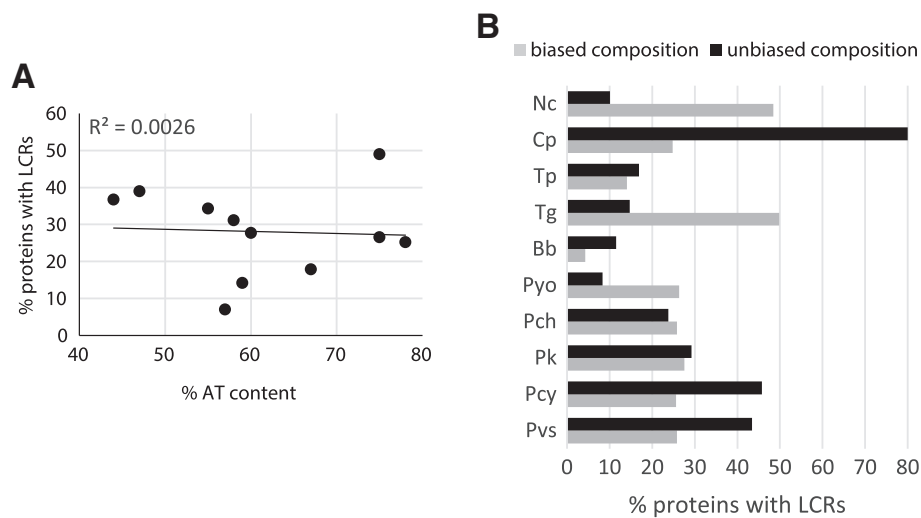 A
% proteins with LCRs
R² = 0.0026
60
50
40
30
20
10
0
40 50 60 70 80
% AT content
B
biased composition unbiased composition
Nc
Cp
Tp
Tg
Bb
Pyo
Pch
Pk
Pcy
Pvs
0 10 20 30 40 50 60 70 80
% proteins with LCRs